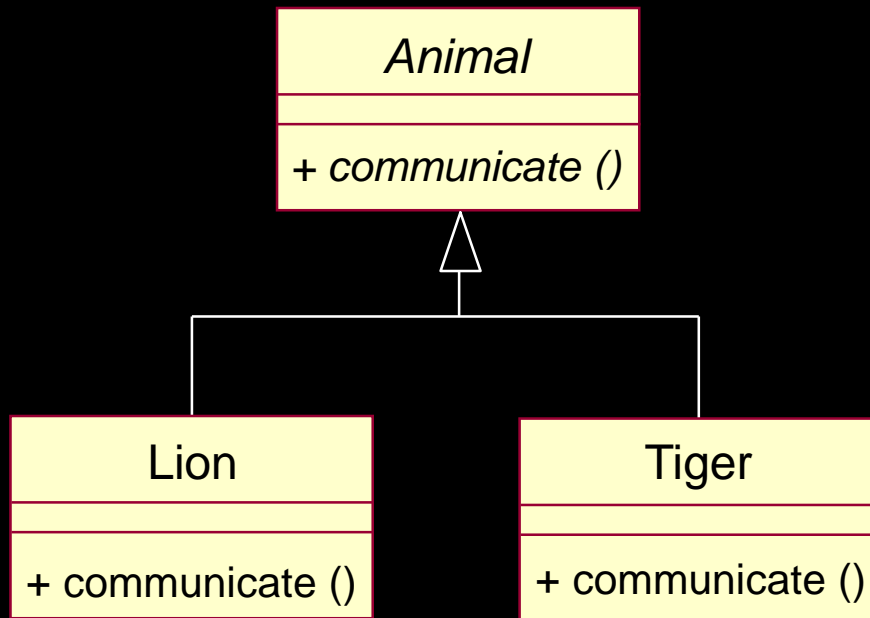 Animal
+ communicate ()
Lion
+ communicate ()
Tiger
+ communicate ()